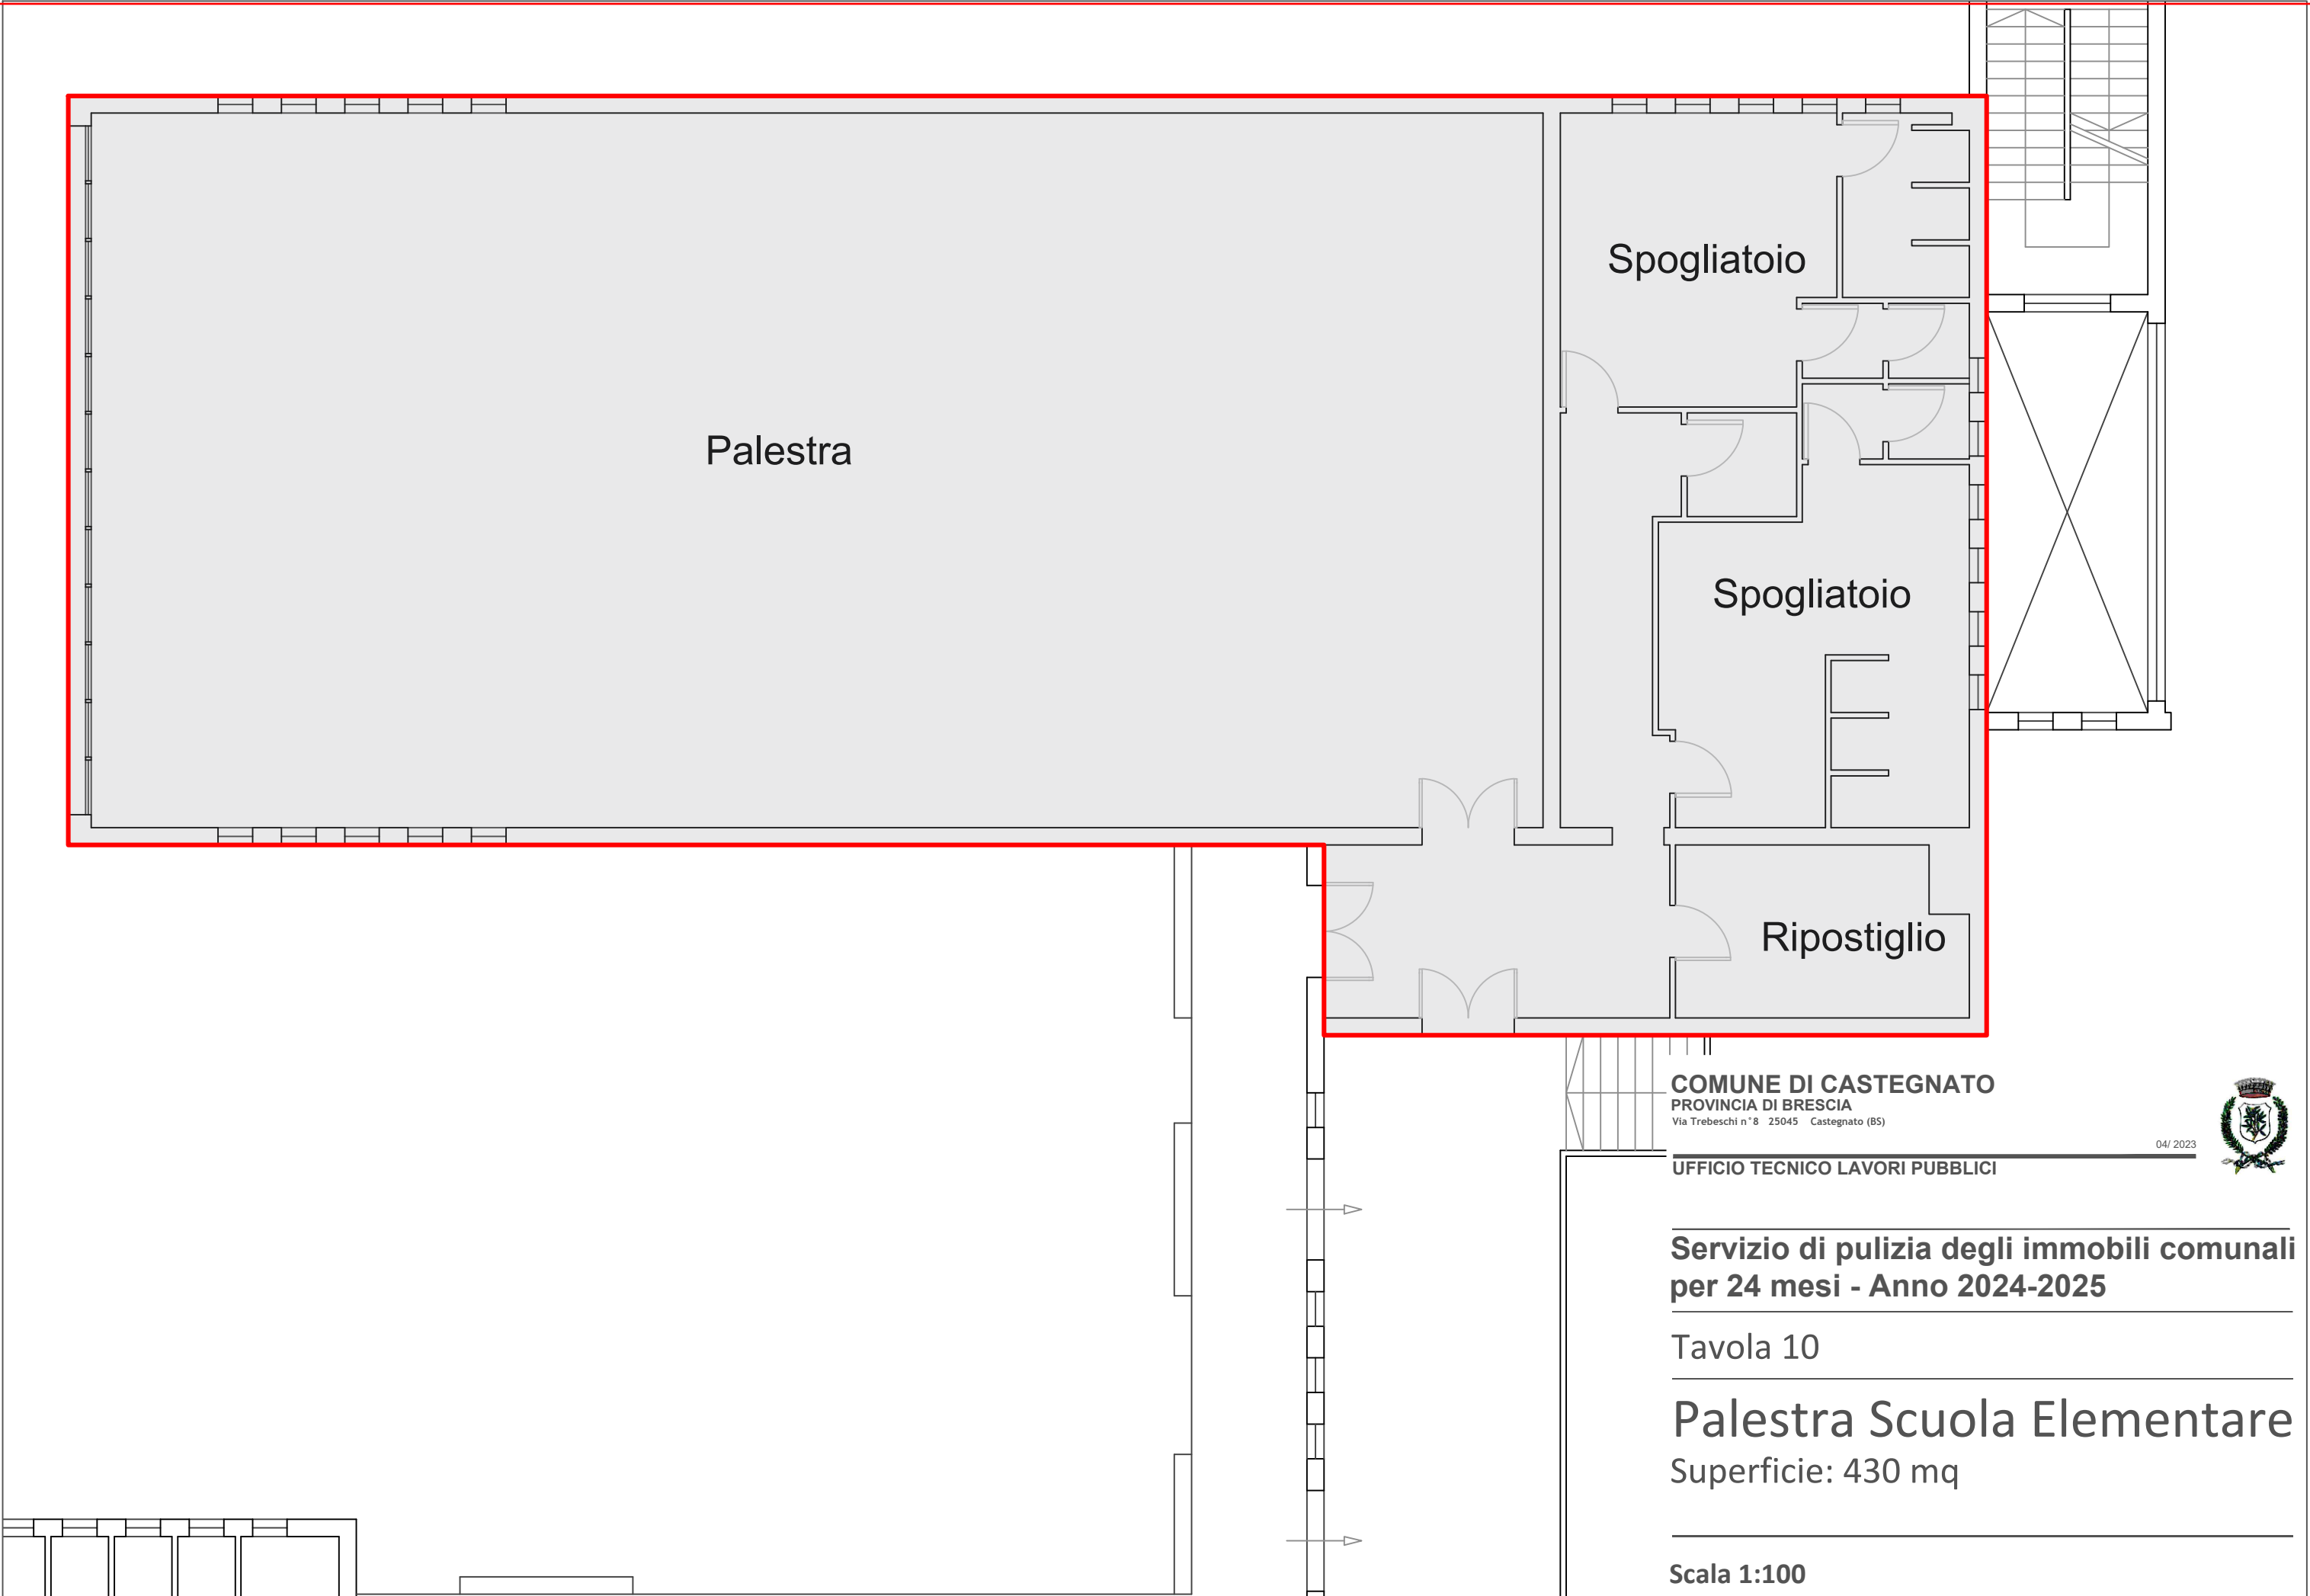 Spogliatoio
Palestra
Spogliatoio
Ripostiglio
COMUNE DI CASTEGNATO
PROVINCIA DI BRESCIA
Via Trebeschi n°8 25045 Castegnato (BS)
04/ 2023
UFFICIO TECNICO LAVORI PUBBLICI
Servizio di pulizia degli immobili comunali
per 24 mesi - Anno 2024-2025
Tavola 10
Palestra Scuola Elementare
Superficie: 430 mq
Scala 1:100